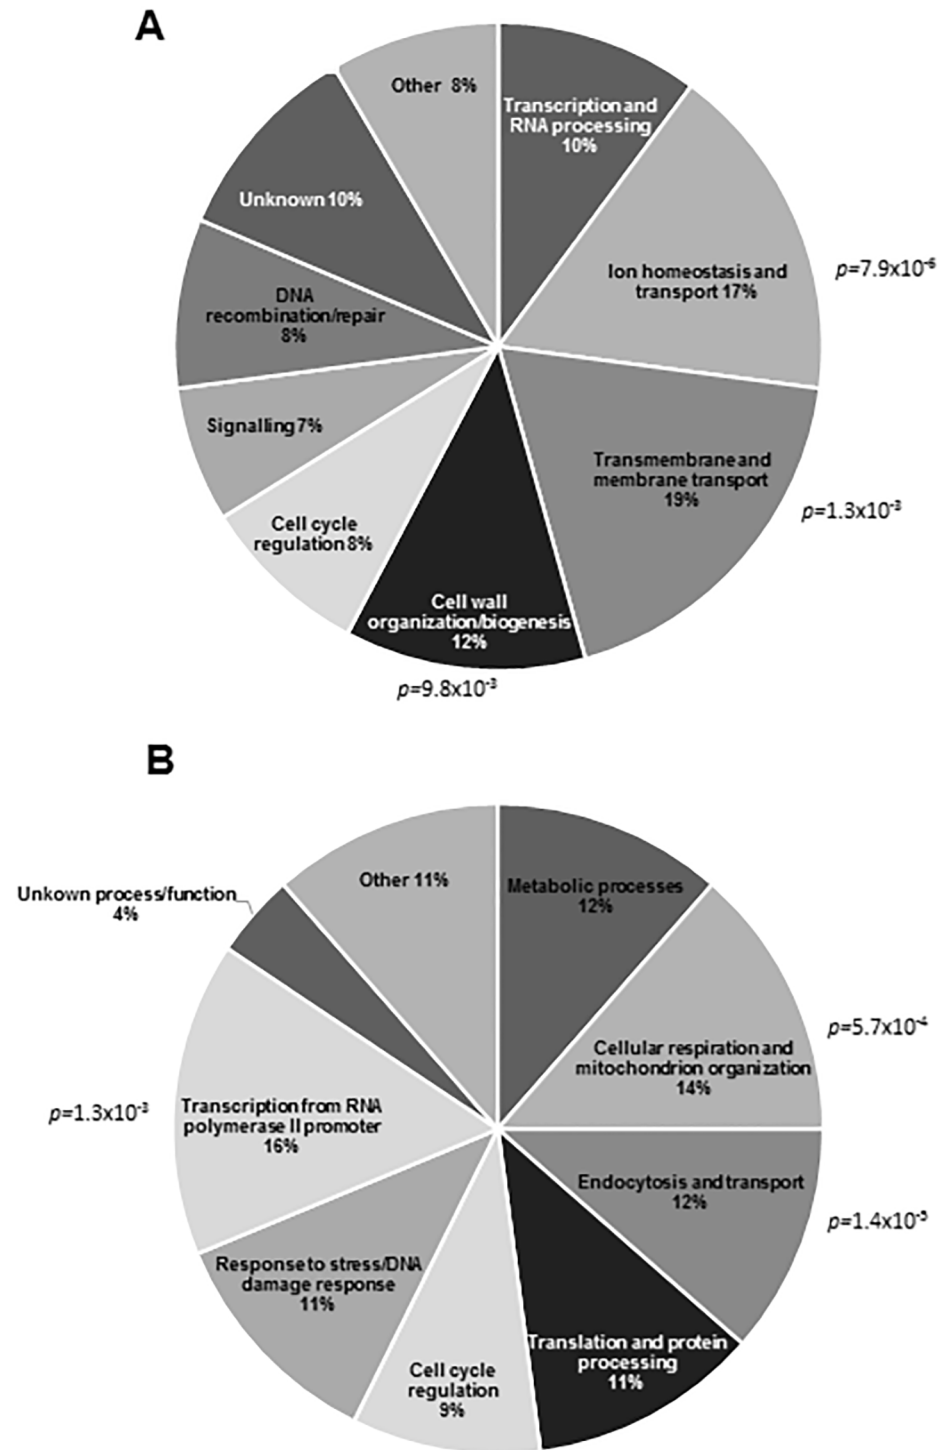 A
Other 8%
Transcription and
RNA processing
10%
Unknown 10%
Ion homeostasis and
transport 17%
p=7.9x10⁻⁶
DNA
recombination/repair
8%
Signalling 7%
Transmembrane and
membrane transport
19%
p=1.3x10⁻³
Cell cycle
regulation 8%
Cell wall
organization/biogenesis
12%
p=9.8x10⁻³
B
Other 11%
Metabolic processes
12%
Unkown process/function
4%
p=5.7x10⁻⁴
Cellular respiration and
mitochondrion organization
14%
p=1.3x10⁻³
Transcription from RNA
polymerase II promoter
16%
Endocytosis and transport
12%
p=1.4x10⁻⁵
Response to stress/DNA
damage response
11%
Translation and protein
processing
11%
Cell cycle
regulation
9%